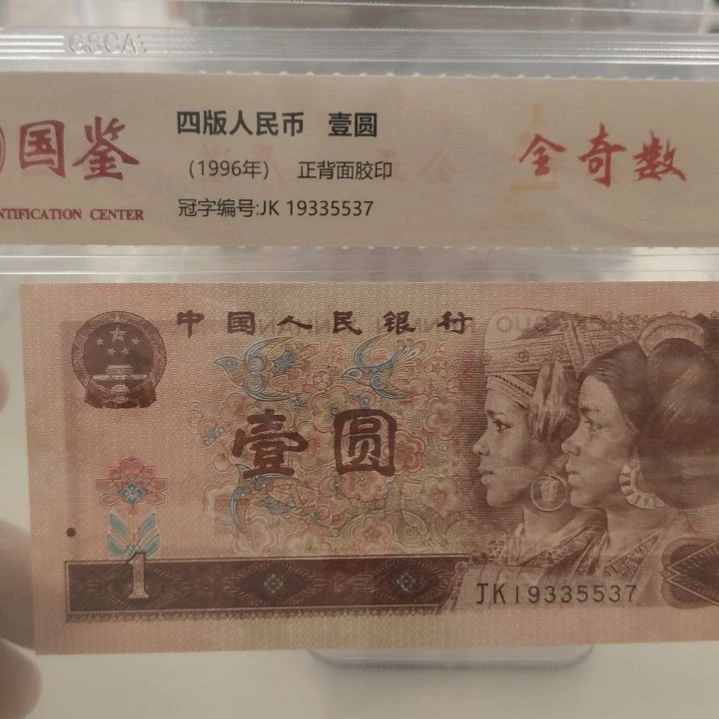 国鉴
NTIFICATION CENTER
四版人民币 壹圆
（1996年） 正背面胶印
冠字编号:JK 19335537
全奇数
中国人民银行
壹圆
1
JK19335537